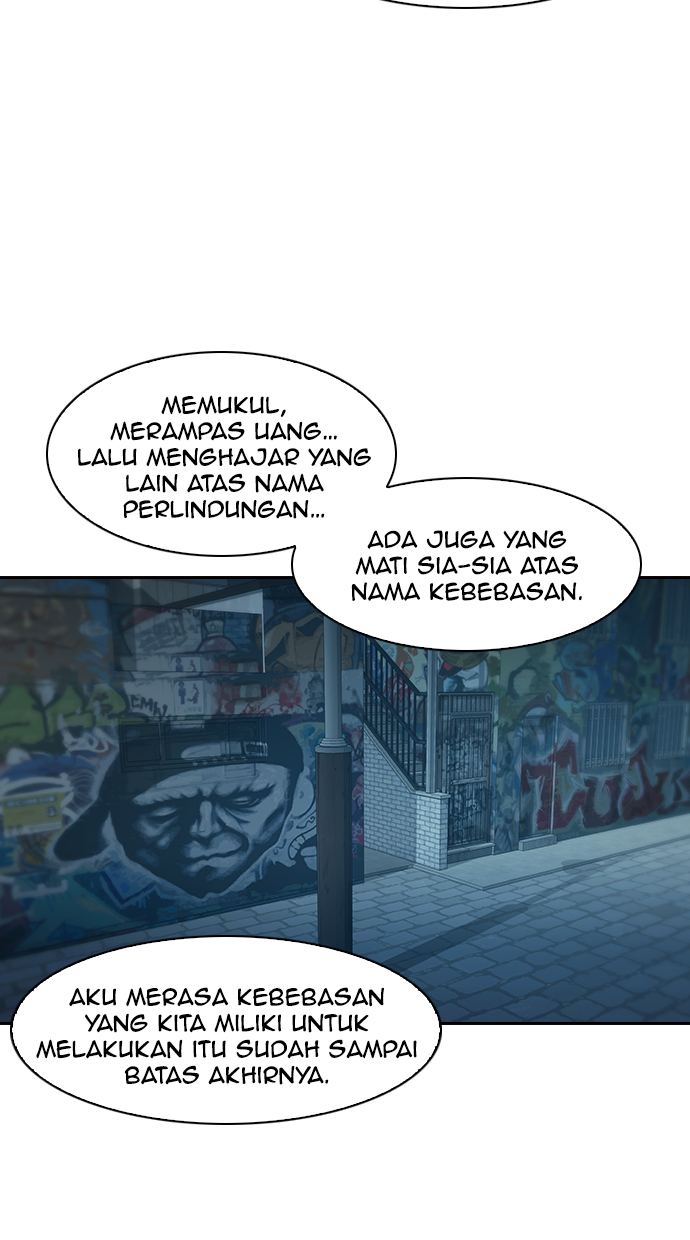 MEMUKUL,
MERAMPAS UANG...
LALU MENGHAJAR YANG
LAIN ATAS NAMA
PERLINDUNGAN...
ADA JUGA YANG
MATI SIA-SIA ATAS
NAMA KEBEBASAN.
AKU MERASA KEBEBASAN
YANG KITA MILIKI UNTUK
MELAKUKAN ITU SUDAH SAMPAI
BATAS AKHIRNYA.